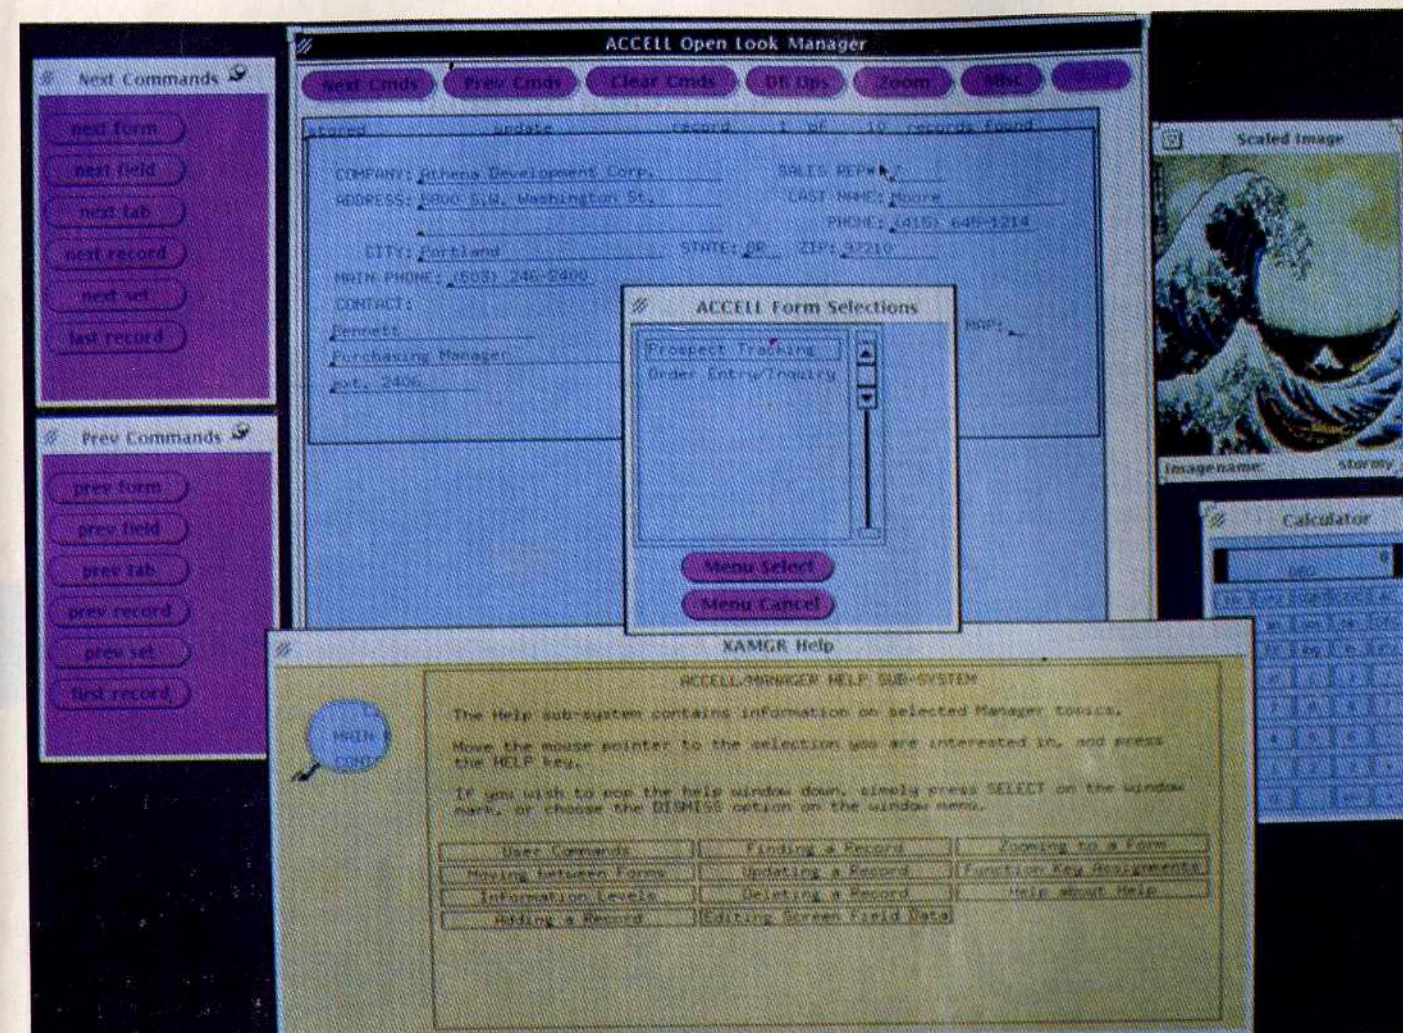 Next Commands
next form
next field
next tab
next record
next set
last record
Prev Commands
prev form
prev field
prev tab
prev record
prev set
first record
ACCELL Open Look Manager
Next Cmds Prev Cmds Clear Cmds DB Ops Zoom Misc
stored update record 1 of 10 records found
COMPANY: Athena Development Corp. SALES REP#
ADDRESS: 9800 S.W. Washington St. LAST NAME: Moore
PHONE: (415) 645-1214
CITY: Portland STATE: OR ZIP: 97210
MAIN PHONE: (503) 246-2400
CONTACT: MAP:
Bennett
Purchasing Manager
ext. 2406
ACCELL Form Selections
Prospect Tracking
Order Entry/Inquiry
Menu Select
Menu Cancel
Scaled Image
imagename: stormy
Calculator
0
DEG
XAMGR Help
MAIN
CONT
ACCELL/MANAGER HELP SUB-SYSTEM
The Help sub-system contains information on selected Manager topics.
Move the mouse pointer to the selection you are interested in, and press
the HELP key.
If you wish to pop the help window down, simply press SELECT on the window
mark, or choose the DISMISS option on the window menu.
User Commands Finding a Record Zooming to a Form
Moving between Forms Updating a Record Function Key Assignments
Information Levels Deleting a Record Help about Help
Adding a Record Editing Screen Field Data